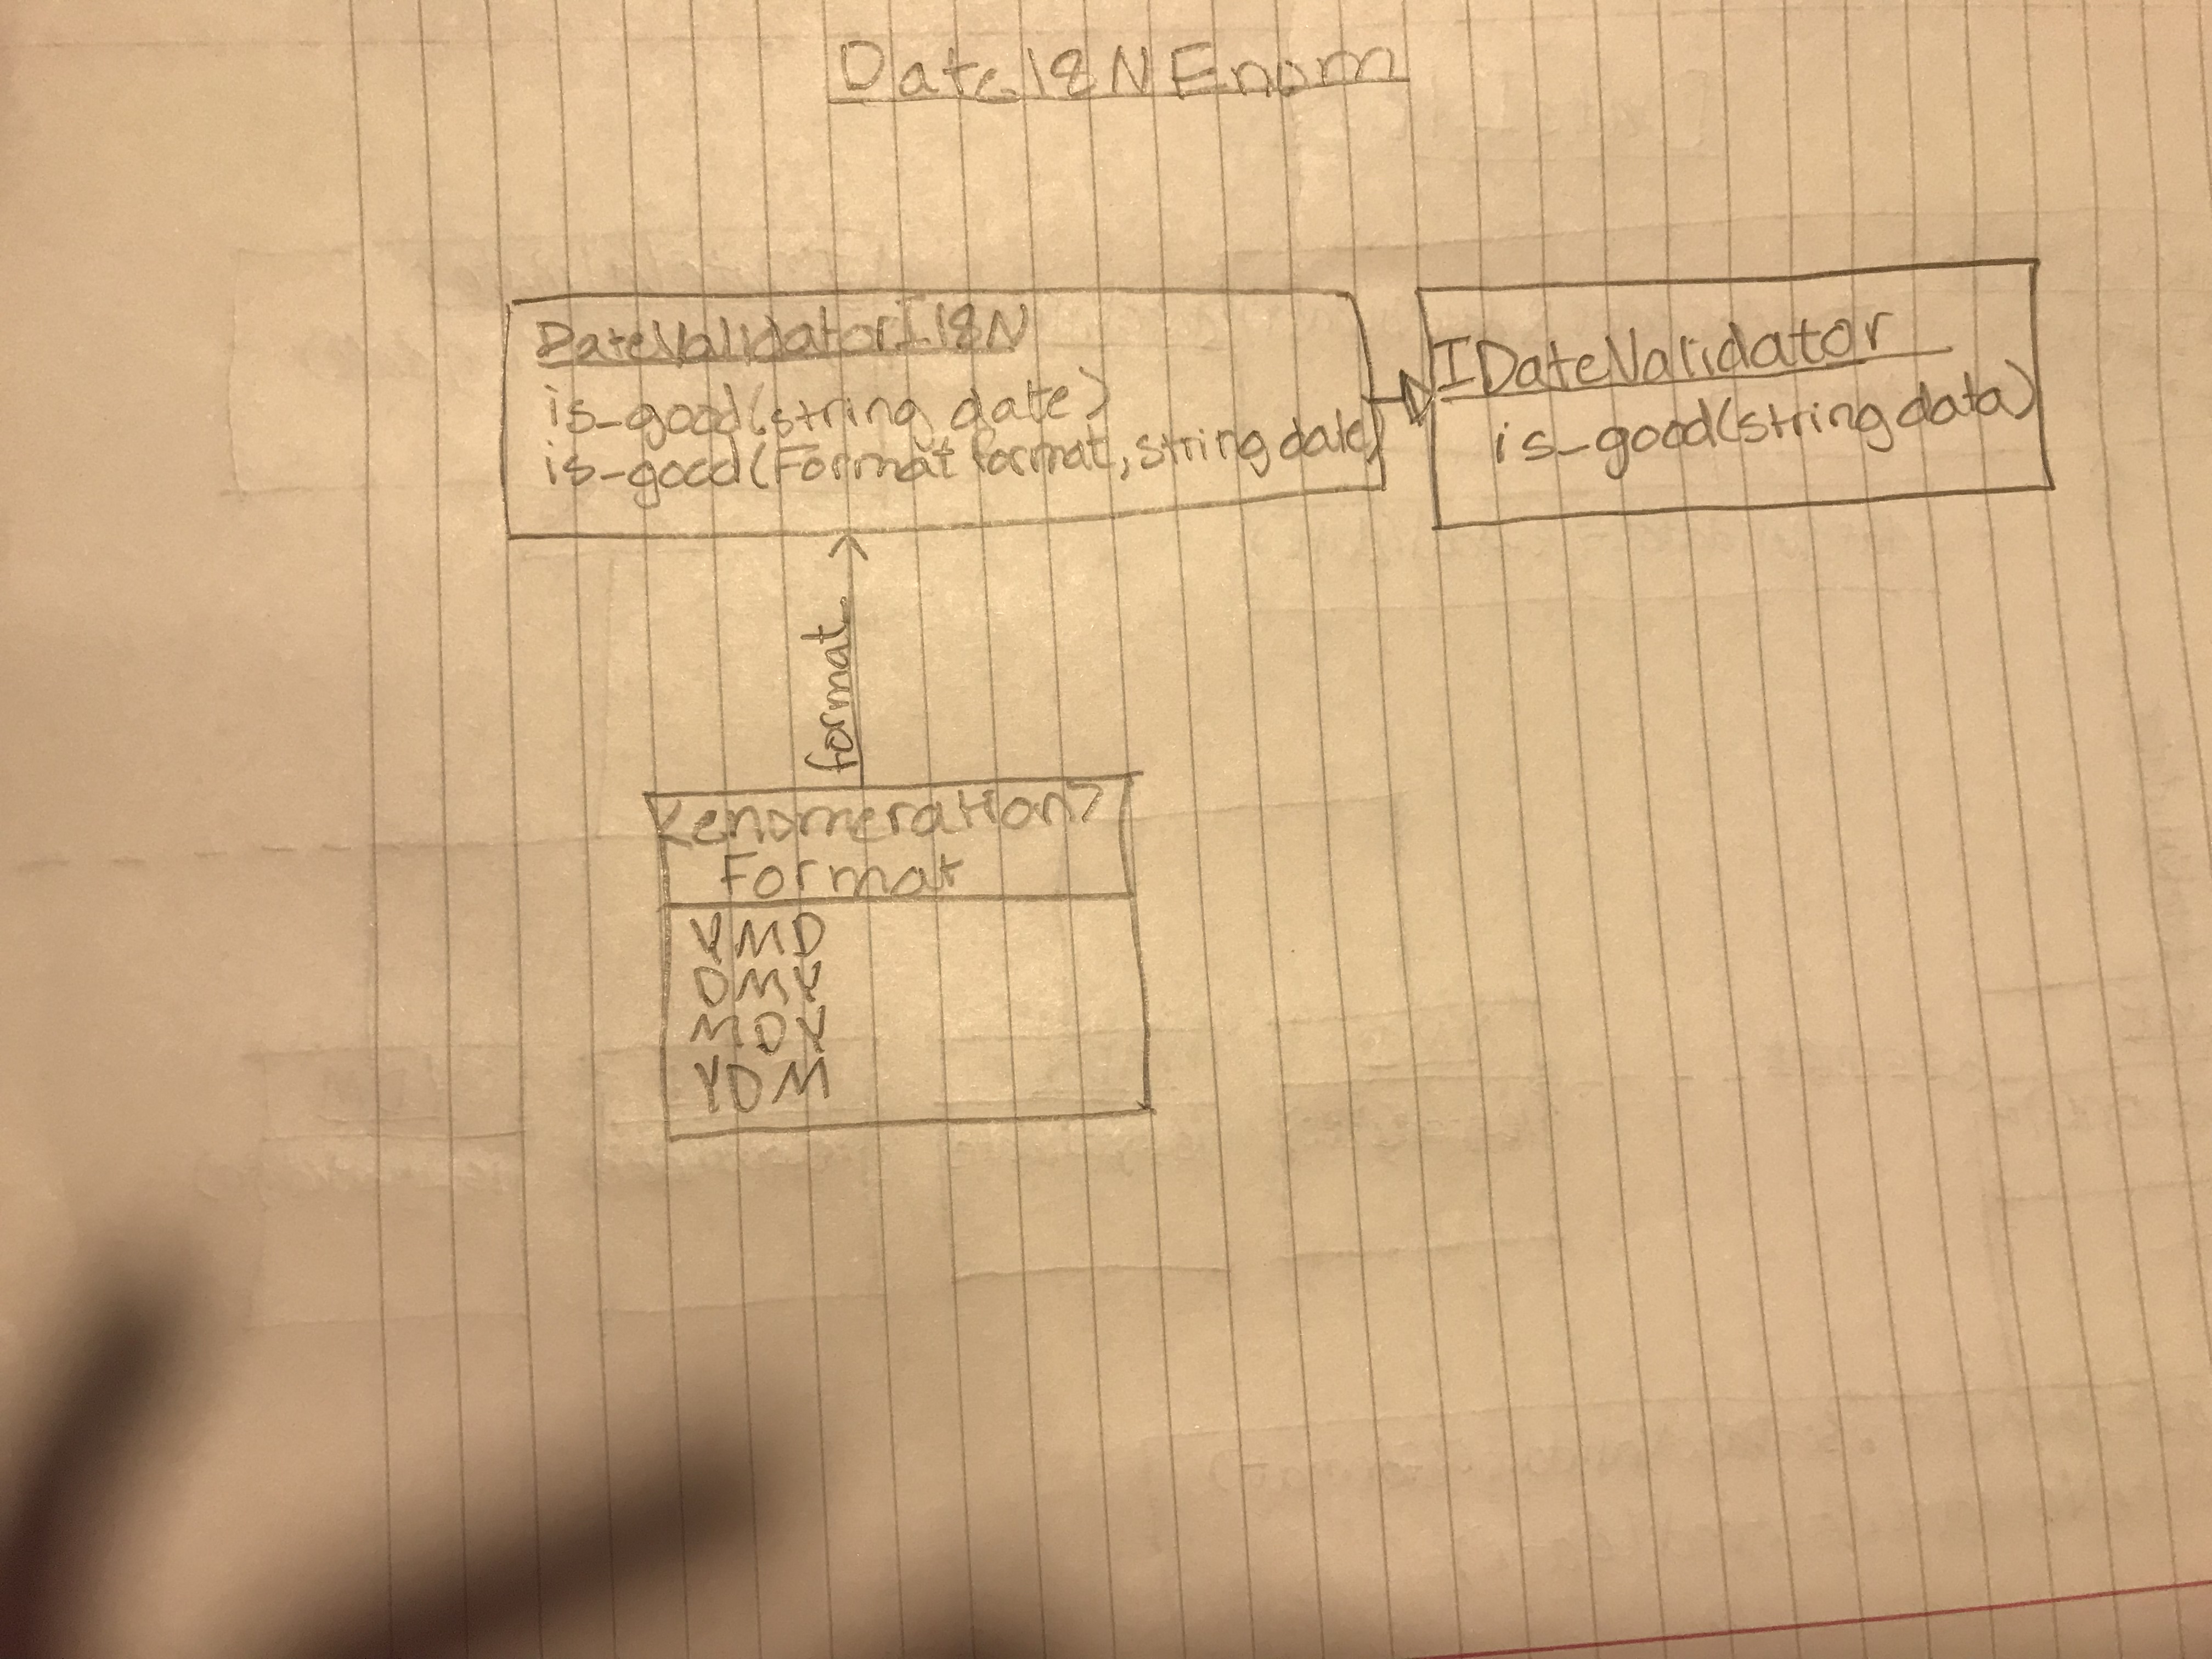 DateI18NEnum
DateValidatorI18N
is_good(string date)
is_good(Format format, string date)
IDateValidator
is_good(string data)
format
<enumeration>
Format
YMD
DMY
MDY
YDM